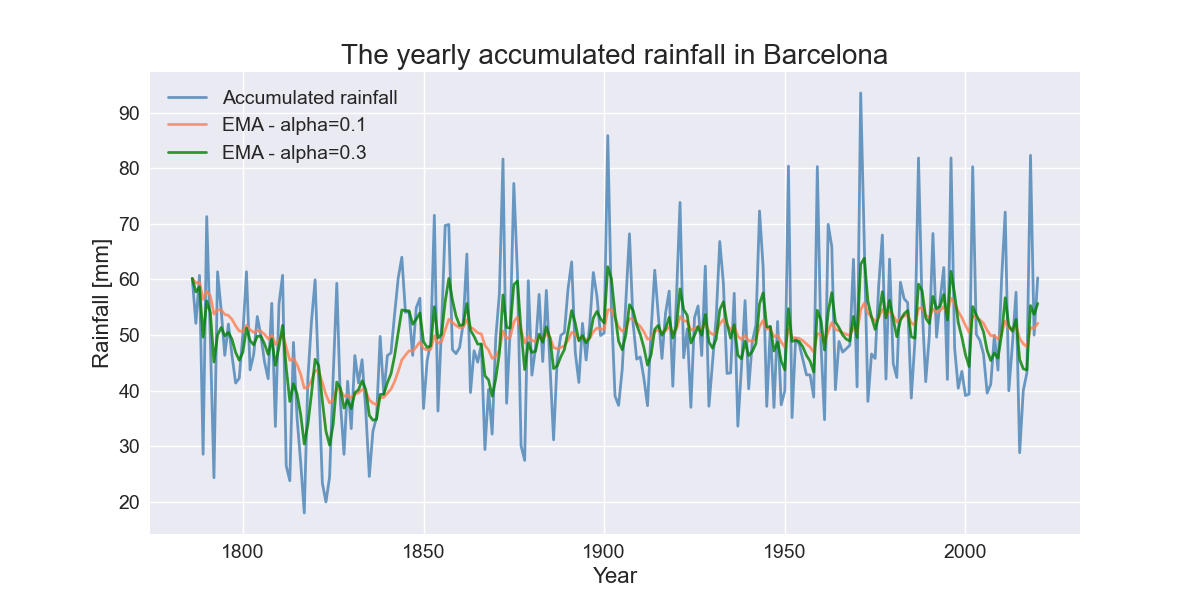 The yearly accumulated rainfall in Barcelona
Accumulated rainfall
EMA - alpha=0.1
EMA - alpha=0.3
Rainfall [mm]
90
80
70
60
50
40
30
20
1800 1850 1900 1950 2000
Year